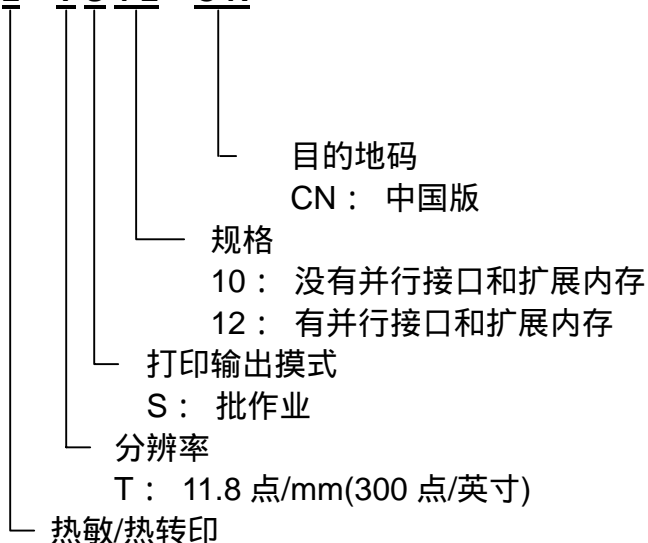 目的地码
CN： 中国版
规格
10： 没有并行接口和扩展内存
12： 有并行接口和扩展内存
打印输出摸式
S： 批作业
分辨率
T： 11.8 点/mm(300 点/英寸)
热敏/热转印